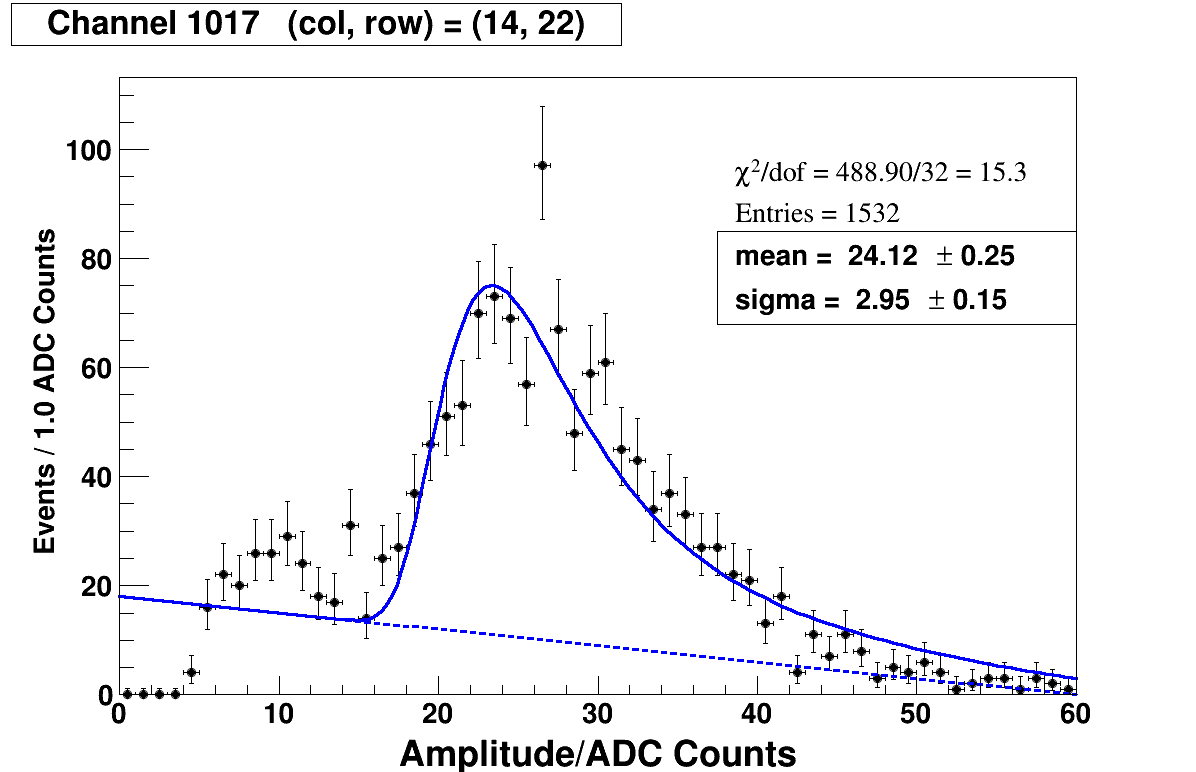 Channel 1017 (col, row) = (14, 22)
χ²/dof = 488.90/32 = 15.3
Entries = 1532
mean = 24.12 ± 0.25
sigma = 2.95 ± 0.15
Events / 1.0 ADC Counts
100
80
60
40
20
0
0 10 20 30 40 50 60
Amplitude/ADC Counts